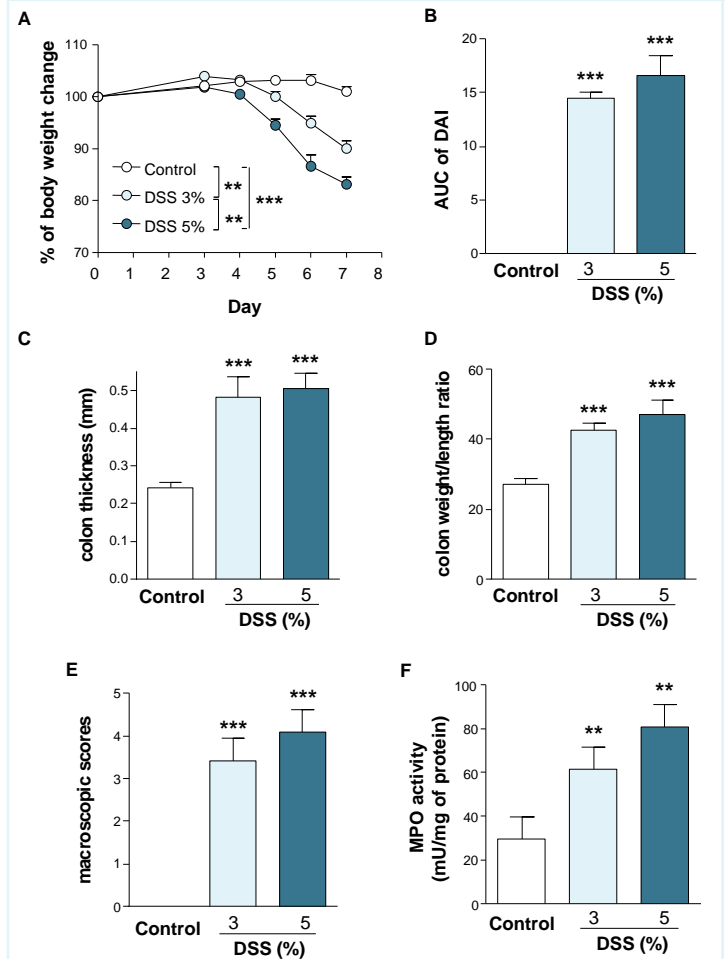 A
% of body weight change
110
100
90
80
70
Control
DSS 3%
DSS 5%
**
**
***
0 1 2 3 4 5 6 7 8
Day
B
AUC of DAI
20
15
10
5
0
***
***
Control 3 5
DSS (%)
C
colon thickness (mm)
0.5
0.4
0.3
0.2
0.1
0.0
***
***
Control 3 5
DSS (%)
D
colon weight/length ratio
60
40
20
0
***
***
Control 3 5
DSS (%)
E
macroscopic scores
5
4
3
2
1
0
***
***
Control 3 5
DSS (%)
F
MPO activity
(mU/mg of protein)
100
80
60
40
20
0
**
**
Control 3 5
DSS (%)